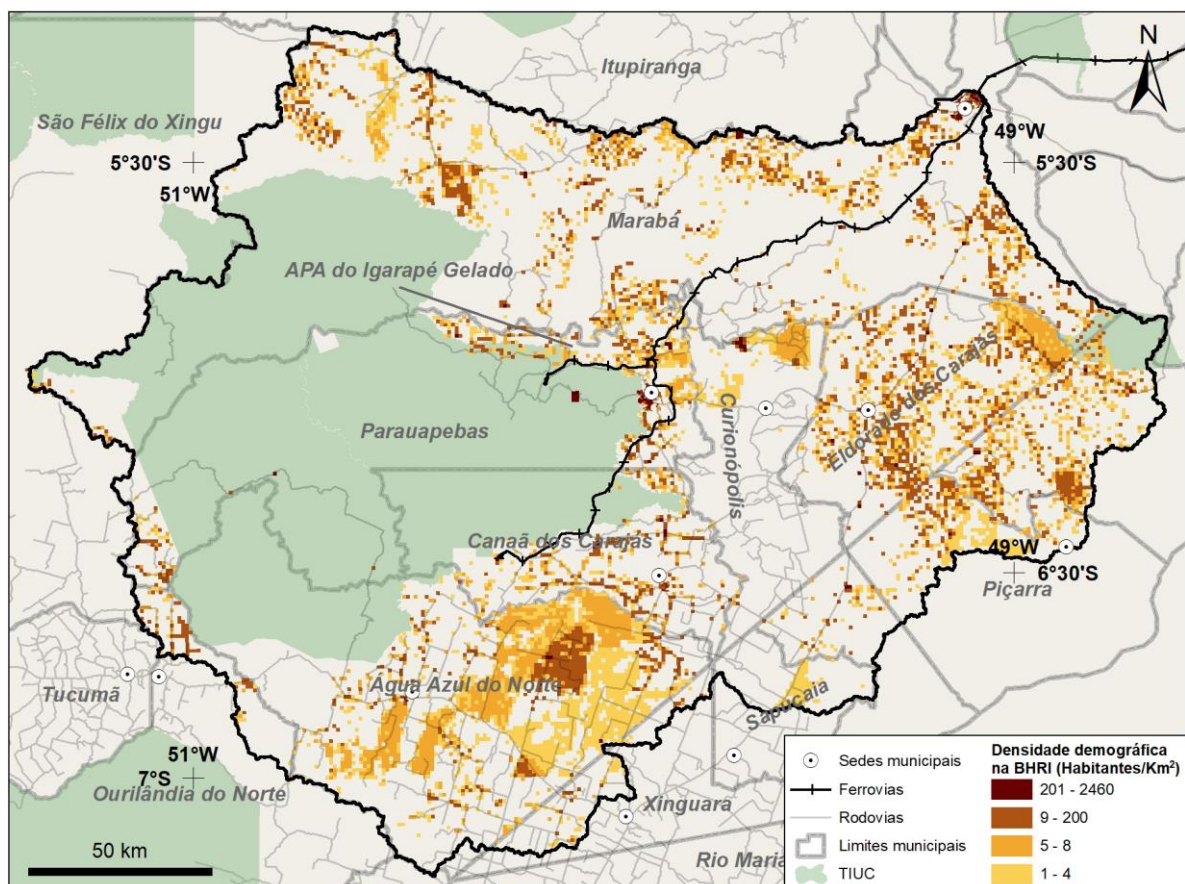 N
Itupiranga
São Félix do Xingu
49°W
5°30'S
5°30'S
51°W
Marabá
APA do Igarapé Gelado
Eldorado dos Carajás
Curionópolis
Parauapebas
Canaã dos Carajás
49°W
6°30'S
Piçarra
Água Azul do Norte
Tucumã
Sapucaia
51°W
7°S
Ourilândia do Norte
Xinguara
Rio Maria
50 km
Sedes municipais
Ferrovias
Rodovias
Limites municipais
TIUC
Densidade demográfica
na BHRI (Habitantes/Km²)
201 - 2460
9 - 200
5 - 8
1 - 4